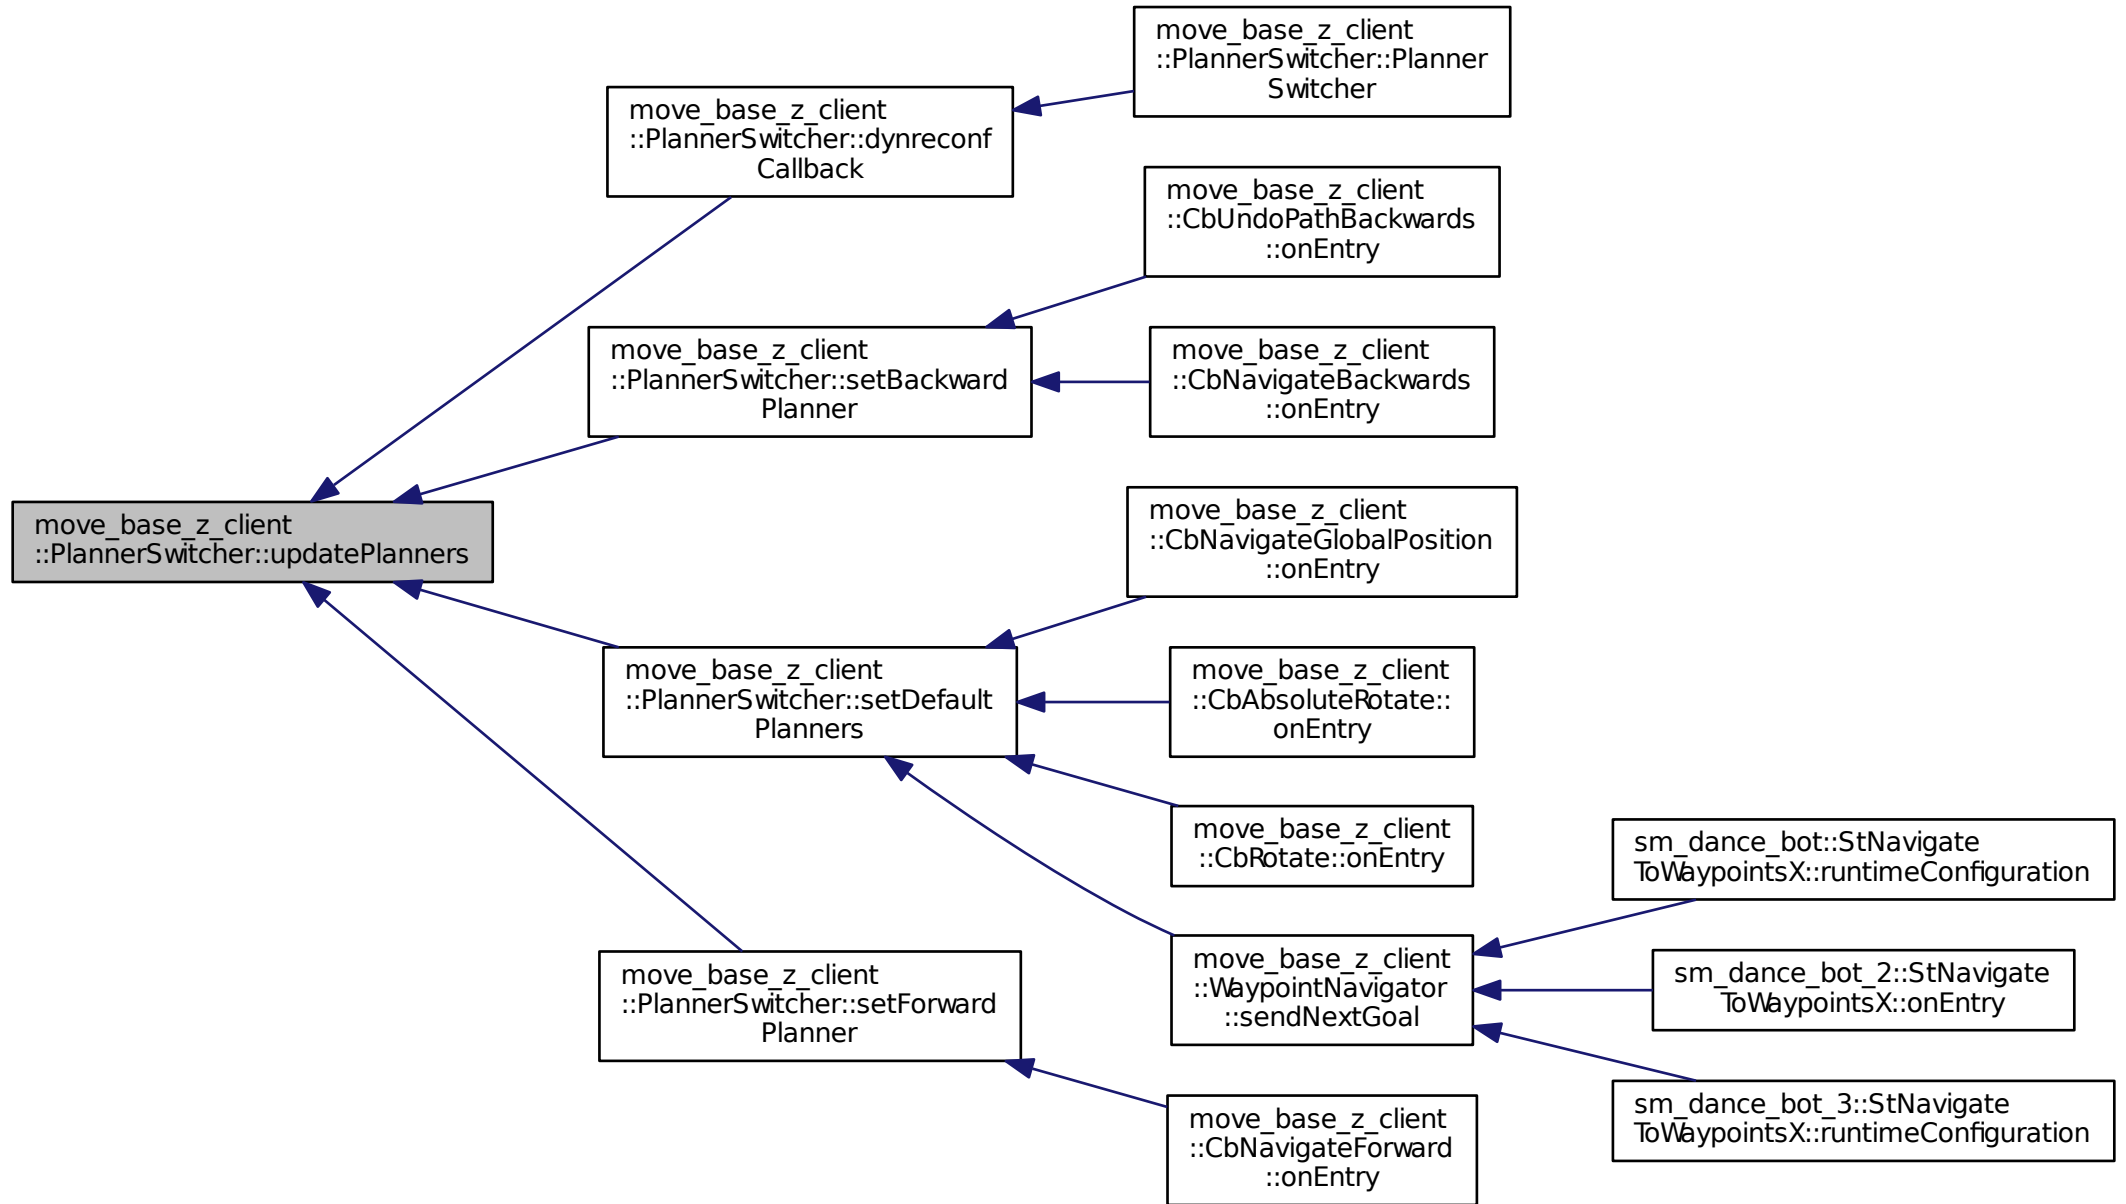 move_base_z_client
::PlannerSwitcher::updatePlanners
move_base_z_client
::PlannerSwitcher::dynreconf
Callback
move_base_z_client
::PlannerSwitcher::Planner
Switcher
move_base_z_client
::PlannerSwitcher::setBackward
Planner
move_base_z_client
::CbUndoPathBackwards
::onEntry
move_base_z_client
::CbNavigateBackwards
::onEntry
move_base_z_client
::PlannerSwitcher::setDefault
Planners
move_base_z_client
::CbNavigateGlobalPosition
::onEntry
move_base_z_client
::CbAbsoluteRotate::
onEntry
move_base_z_client
::CbRotate::onEntry
move_base_z_client
::WaypointNavigator
::sendNextGoal
sm_dance_bot::StNavigate
ToWaypointsX::runtimeConfiguration
sm_dance_bot_2::StNavigate
ToWaypointsX::onEntry
sm_dance_bot_3::StNavigate
ToWaypointsX::runtimeConfiguration
move_base_z_client
::PlannerSwitcher::setForward
Planner
move_base_z_client
::CbNavigateForward
::onEntry